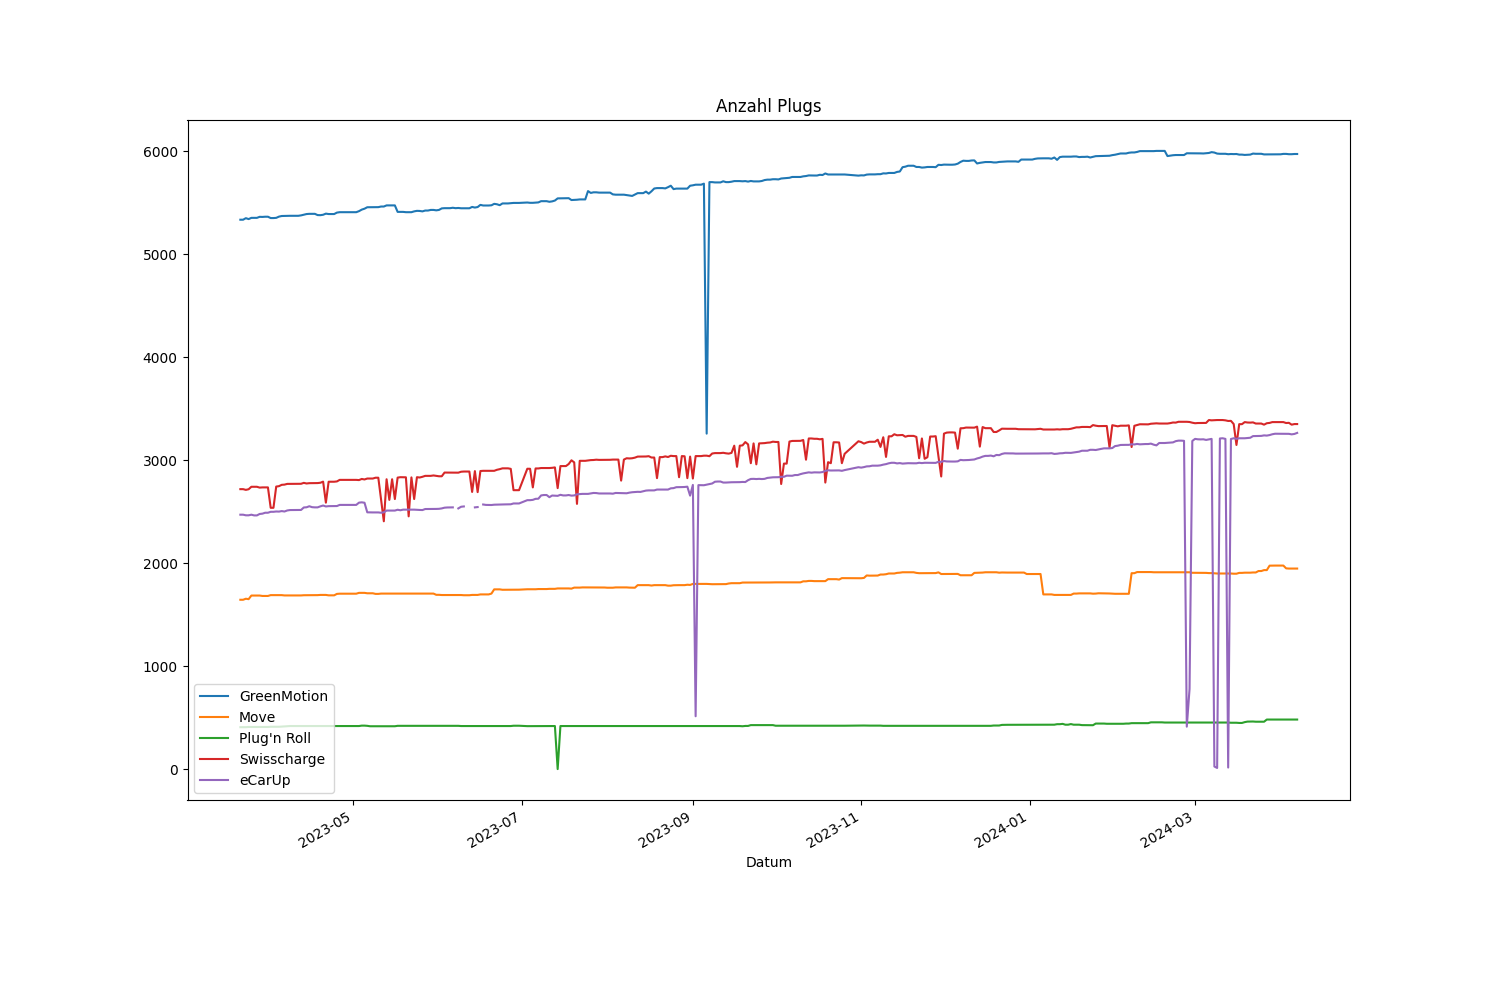 Anzahl Plugs
6000
5000
4000
3000
2000
1000
0
GreenMotion
Move
Plug'n Roll
Swisscharge
eCarUp
2023-05
2023-07
2023-09
2023-11
2024-01
2024-03
Datum